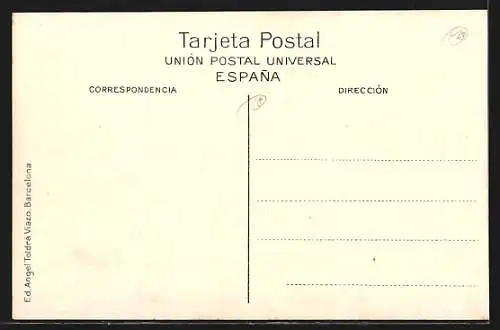 Tarjeta Postal
UNIÓN POSTAL UNIVERSAL
ESPAÑA
CORRESPONDENCIA
DIRECCIÓN
Ed. Angel Toldrá Viazo. Barcelona